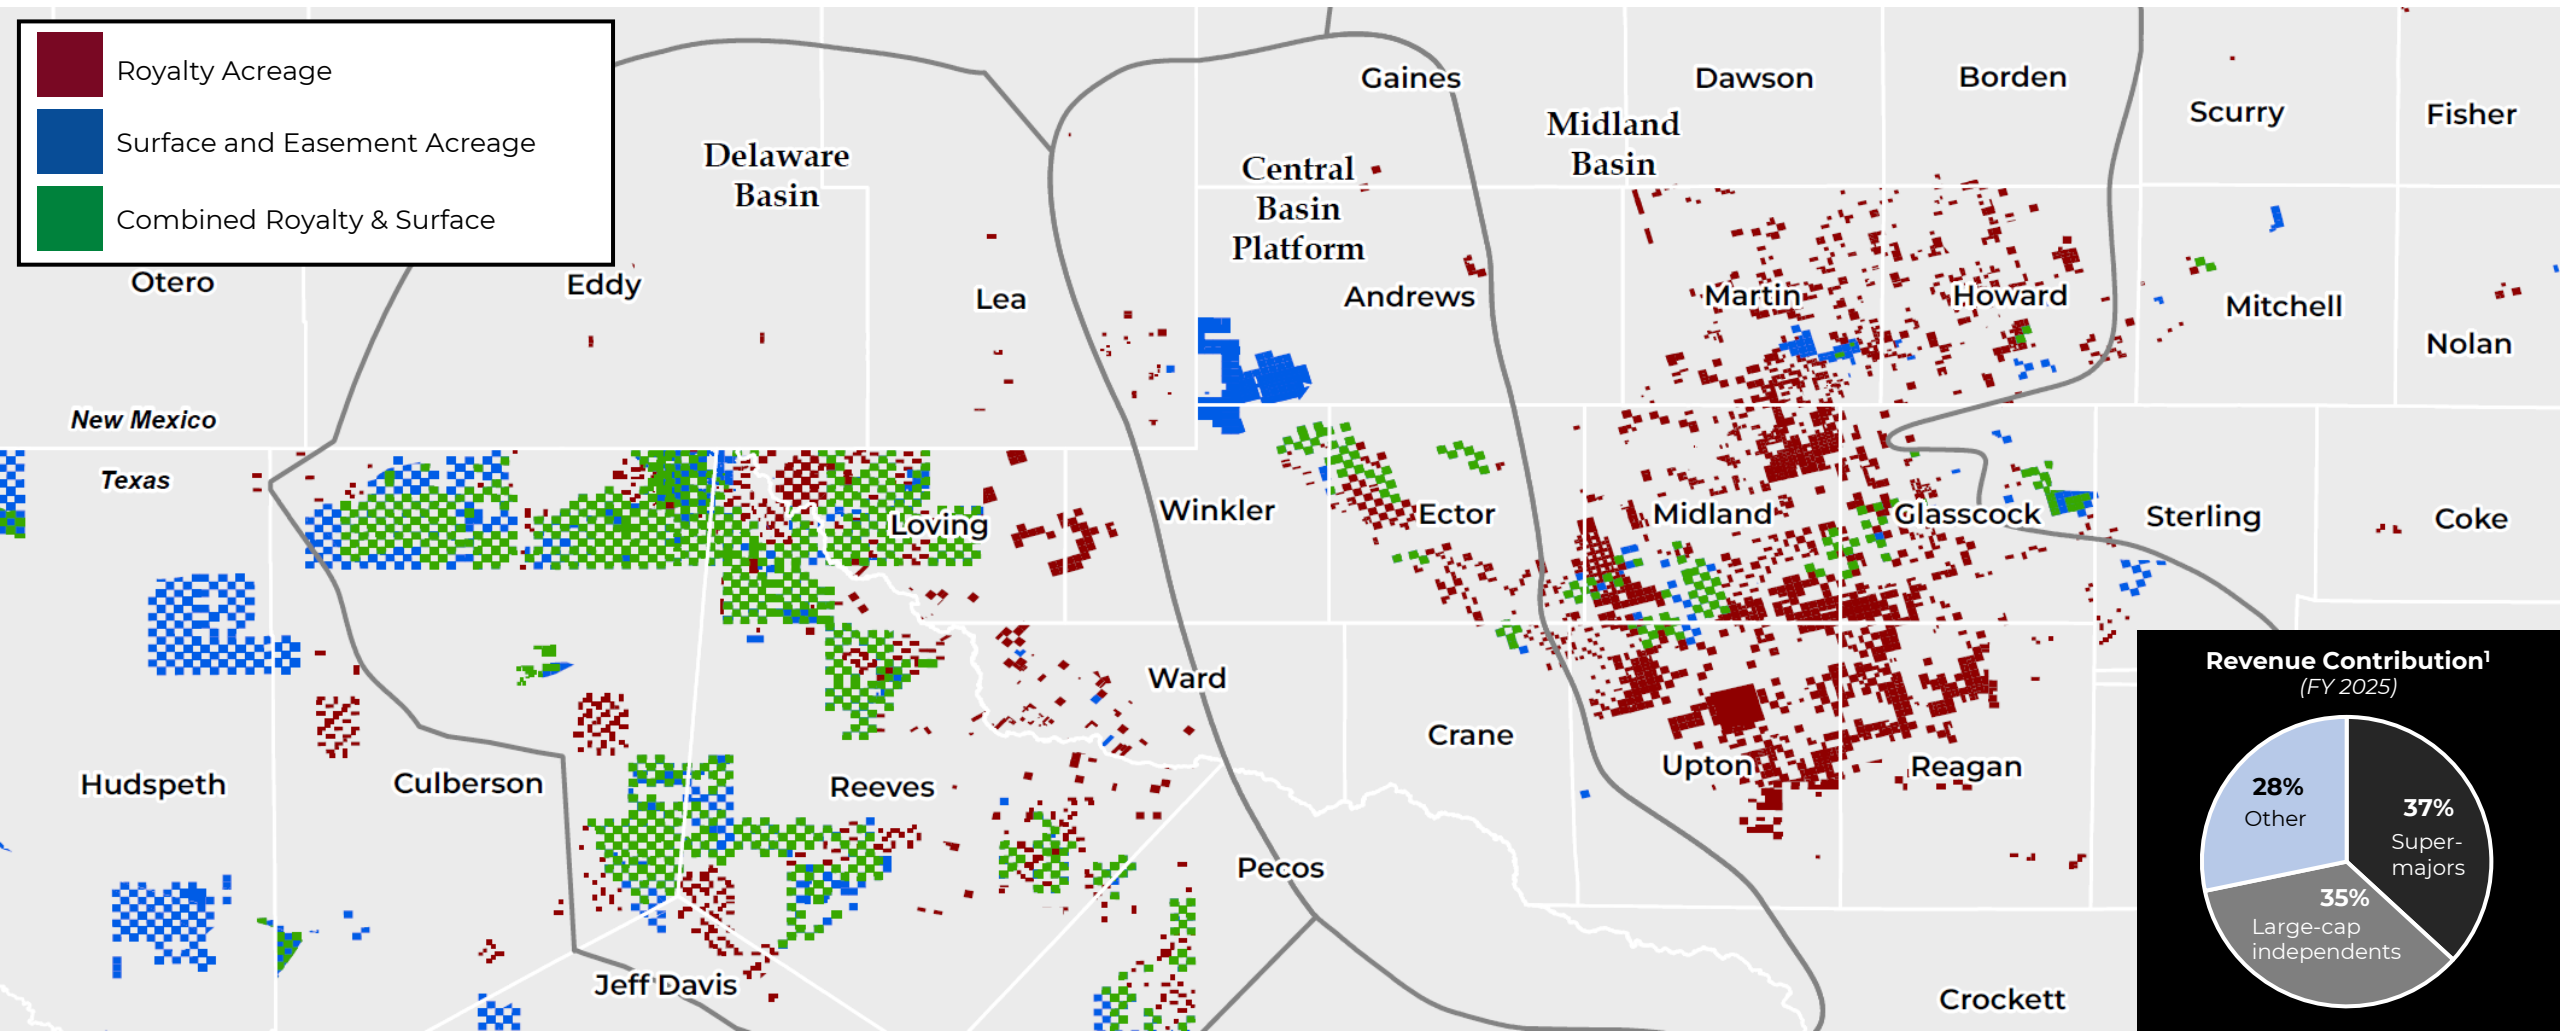 Royalty Acreage
Surface and Easement Acreage
Combined Royalty & Surface
Gaines
Dawson
Borden
Scurry
Fisher
Delaware
Basin
Central
Basin
Platform
Midland
Basin
Otero
Eddy
Lea
Andrews
Martin
Howard
Mitchell
Nolan
New Mexico
Texas
Loving
Winkler
Ector
Midland
Glasscock
Sterling
Coke
Ward
Crane
Upton
Reagan
Hudspeth
Culberson
Reeves
Pecos
Jeff Davis
Crockett
Revenue Contribution¹
(FY 2025)
28%
Other
37%
Super-
majors
35%
Large-cap
independents